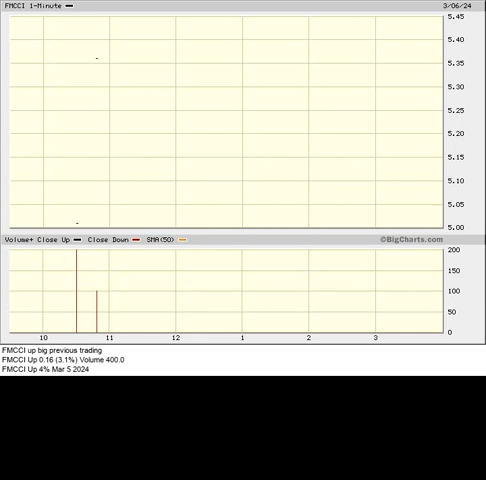 FMCCI 1-Minute 3/06/24
5.45
5.40
5.35
5.30
5.25
5.20
5.15
5.10
5.05
5.00
Volume+ Close Up Close Down SMA(50) ©BigCharts.com
200
150
100
50
0
10 11 12 1 2 3
FMCCI up big previous trading
FMCCI Up 0.16 (3.1%) Volume 400.0
FMCCI Up 4% Mar 5 2024